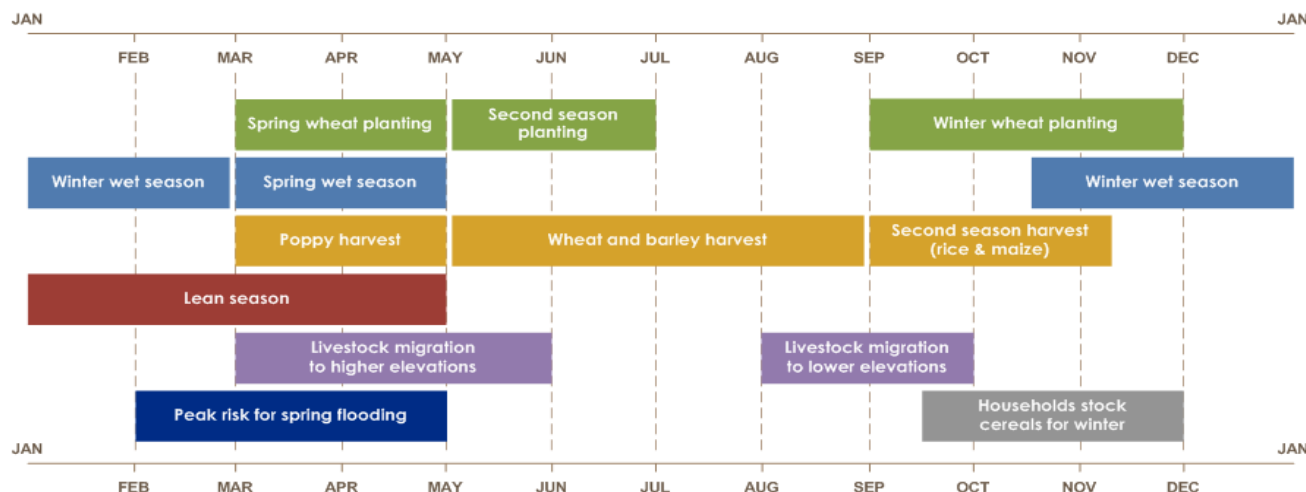 JAN JAN
FEB MAR APR MAY JUN JUL AUG SEP OCT NOV DEC
Spring wheat planting
Second season
planting
Winter wheat planting
Winter wet season
Spring wet season
Winter wet season
Poppy harvest
Wheat and barley harvest
Second season harvest
(rice & maize)
Lean season
Livestock migration
to higher elevations
Livestock migration
to lower elevations
Peak risk for spring flooding
Households stock
cereals for winter
JAN JAN
FEB MAR APR MAY JUN JUL AUG SEP OCT NOV DEC